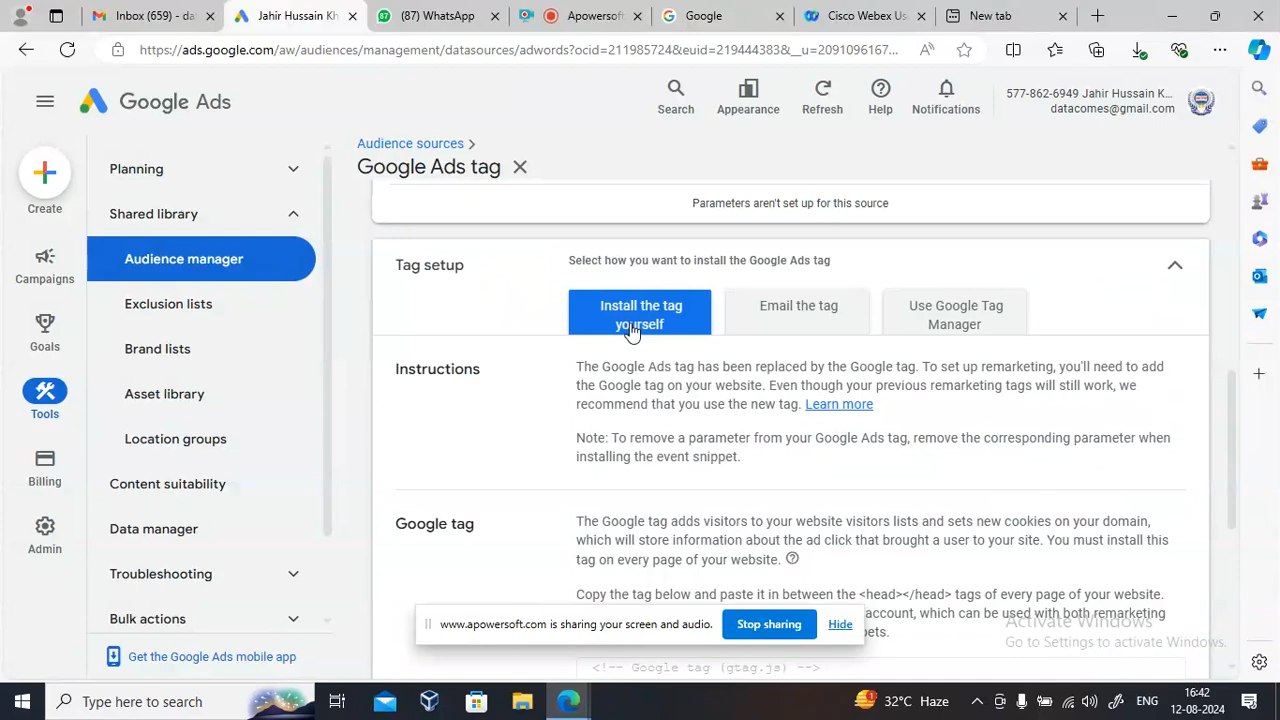 Inbox (659) - da
Jahir Hussain Kh
(87) WhatsApp
Apowersoft
Google
Cisco Webex Us
New tab
https://ads.google.com/aw/audiences/management/datasources/adwords?ocid=211985724&euid=219444383&__u=2091096167...
Google Ads
Search
Appearance
Refresh
Help
Notifications
577-862-6949 Jahir Hussain K...
datacomes@gmail.com
Create
Campaigns
Goals
Tools
Billing
Admin
Planning
Shared library
Audience manager
Exclusion lists
Brand lists
Asset library
Location groups
Content suitability
Data manager
Troubleshooting
Bulk actions
Get the Google Ads mobile app
Audience sources
Google Ads tag
Parameters aren't set up for this source
Tag setup
Select how you want to install the Google Ads tag
Install the tag
yourself
Email the tag
Use Google Tag
Manager
Instructions
The Google Ads tag has been replaced by the Google tag. To set up remarketing, you'll need to add
the Google tag on your website. Even though your previous remarketing tags will still work, we
recommend that you use the new tag. Learn more
Note: To remove a parameter from your Google Ads tag, remove the corresponding parameter when
installing the event snippet.
Google tag
The Google tag adds visitors to your website visitors lists and sets new cookies on your domain,
which will store information about the ad click that brought a user to your site. You must install this
tag on every page of your website.
Copy the tag below and paste it in between the <head></head> tags of every page of your website.
account, which can be used with both remarketing
<!-- Google tag (gtag.js) -->
www.apowersoft.com is sharing your screen and audio.
Stop sharing
Hide
Activate Windows
Go to Settings to activate Windows.
Type here to search
32°C Haze
ENG
16:42
12-08-2024